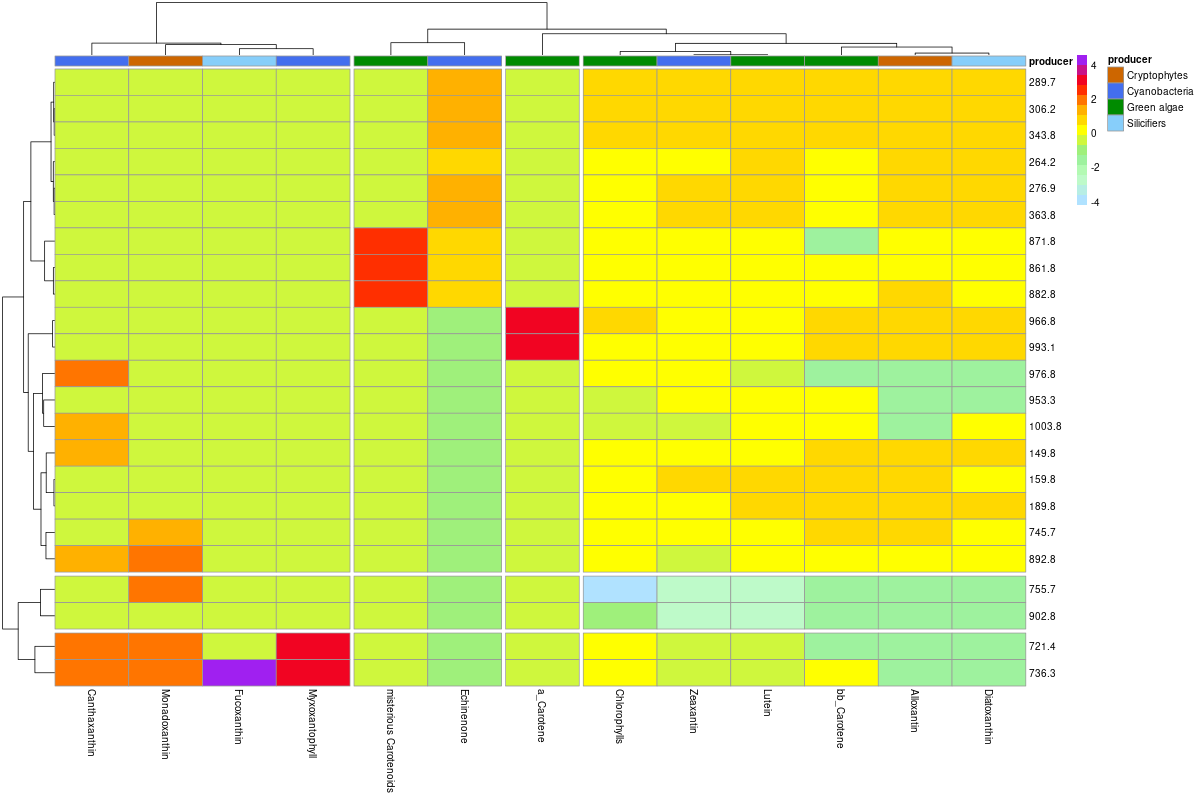 producer
289.7
306.2
343.8
264.2
276.9
363.8
871.8
861.8
882.8
966.8
993.1
976.8
953.3
1003.8
149.8
159.8
189.8
745.7
892.8
755.7
902.8
721.4
736.3
Canthaxanthin
Monadoxanthin
Fucoxanthin
Myxoxantophyll
misterious Carotenoids
Echinenone
a_Carotene
Chlorophylls
Zeaxantin
Lutein
bb_Carotene
Alloxantin
Diatoxanthin
4
2
0
-2
-4
producer
Cryptophytes
Cyanobacteria
Green algae
Silicifiers